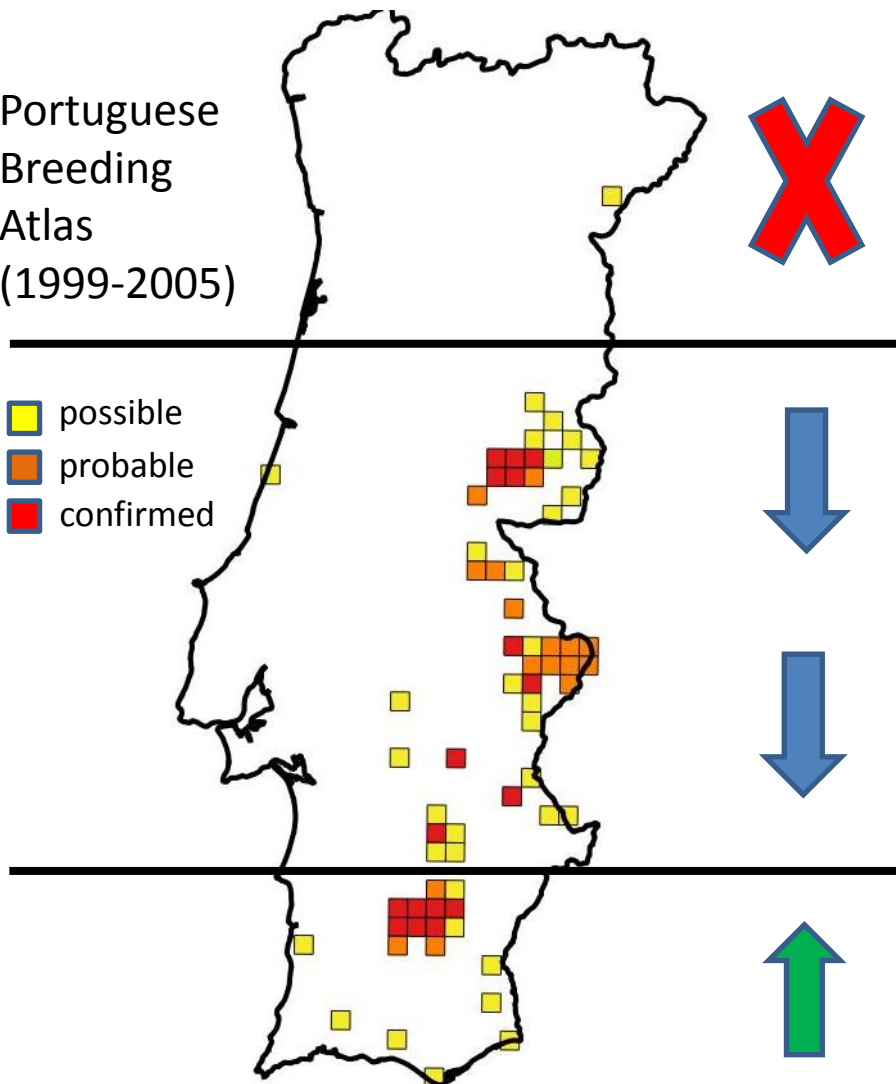 Portuguese
Breeding
Atlas
(1999-2005)
possible
probable
confirmed